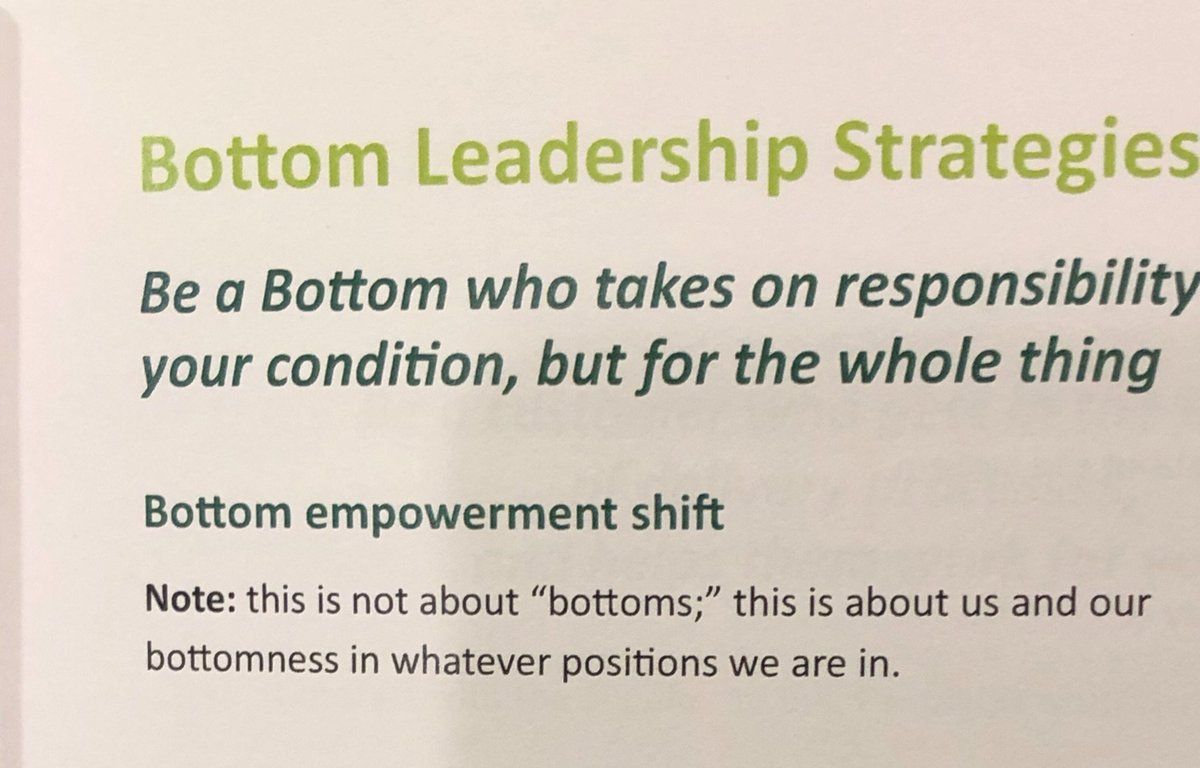 Bottom Leadership Strategies
Be a Bottom who takes on responsibility
your condition, but for the whole thing
Bottom empowerment shift
Note: this is not about “bottoms;” this is about us and our
bottomness in whatever positions we are in.